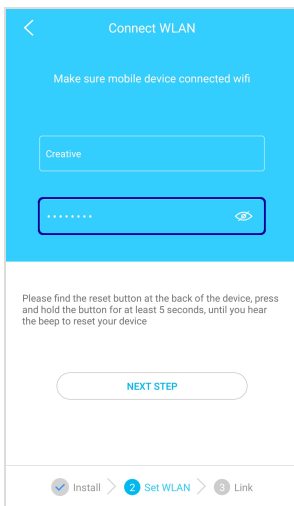 Connect WLAN
Make sure mobile device connected wifi
Creative
........
Please find the reset button at the back of the device, press
and hold the button for at least 5 seconds, until you hear
the beep to reset your device
NEXT STEP
Install 2 Set WLAN 3 Link